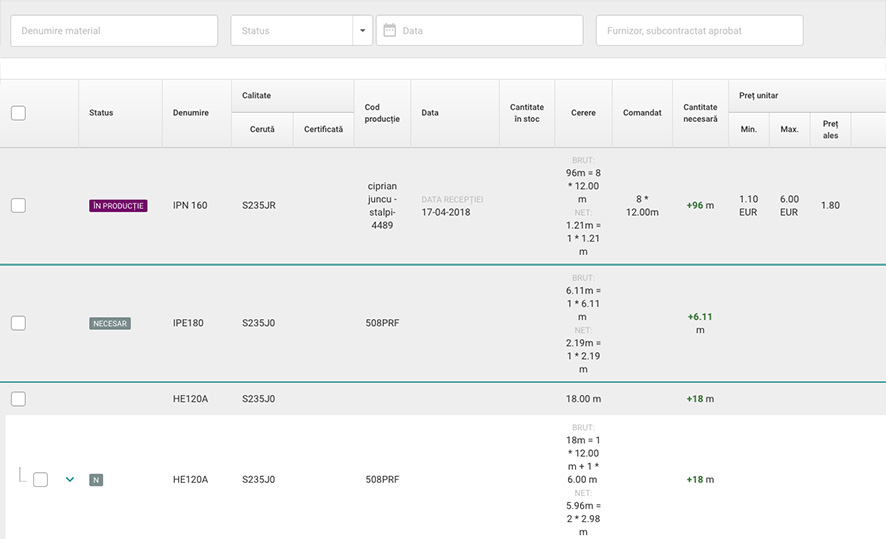 Denumire material
Status
Data
Furnizor, subcontractat aprobat
Status
Denumire
Calitate
Cerută
Certificată
Cod
producție
Data
Cantitate
în stoc
Cerere
Comandat
Cantitate
necesară
Preț unitar
Min.
Max.
Preț
ales
ÎN PRODUCȚIE
IPN 160
S235JR
ciprian
juncu -
stalpi-
4489
DATA RECEPȚIEI
17-04-2018
BRUT:
96m = 8
* 12.00
m
NET:
1.21m =
1 * 1.21
m
8 *
12.00m
+96 m
1.10
EUR
6.00
EUR
1.80
NECESAR
IPE180
S235J0
508PRF
BRUT:
6.11m =
1 * 6.11
m
NET:
2.19m =
1 * 2.19
m
+6.11
m
HE120A
S235J0
18.00 m
+18 m
N
HE120A
S235J0
508PRF
BRUT:
18m = 1
* 12.00
m + 1 *
6.00 m
NET:
5.96m =
2 * 2.98
m
+18 m